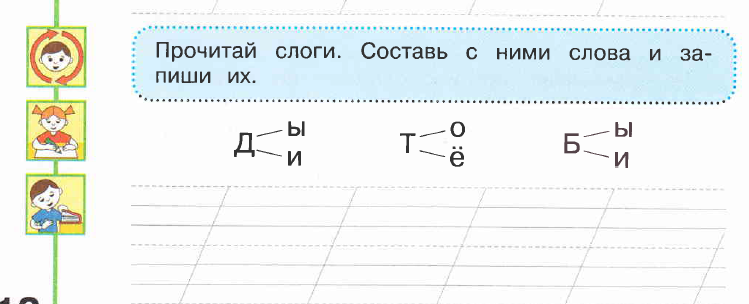 Прочитай слоги. Составь с ними слова и за-
пиши их.
Д ы и Т о ё Б ы и